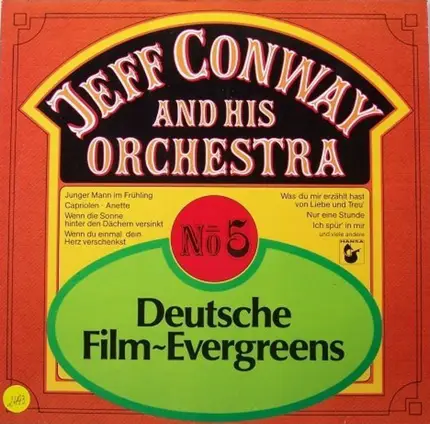 JEFF CONWAY
AND HIS
ORCHESTRA
Junger Mann im Frühling
Capriolen · Anette
Wenn die Sonne
hinter den Dächern versinkt
Wenn du einmal dein
Herz verschenkst
Was du mir erzählt hast
von Liebe und Treu'
Nur eine Stunde
Ich spür' in mir
und viele andere
HANSA
No 5
Deutsche
Film~Evergreens